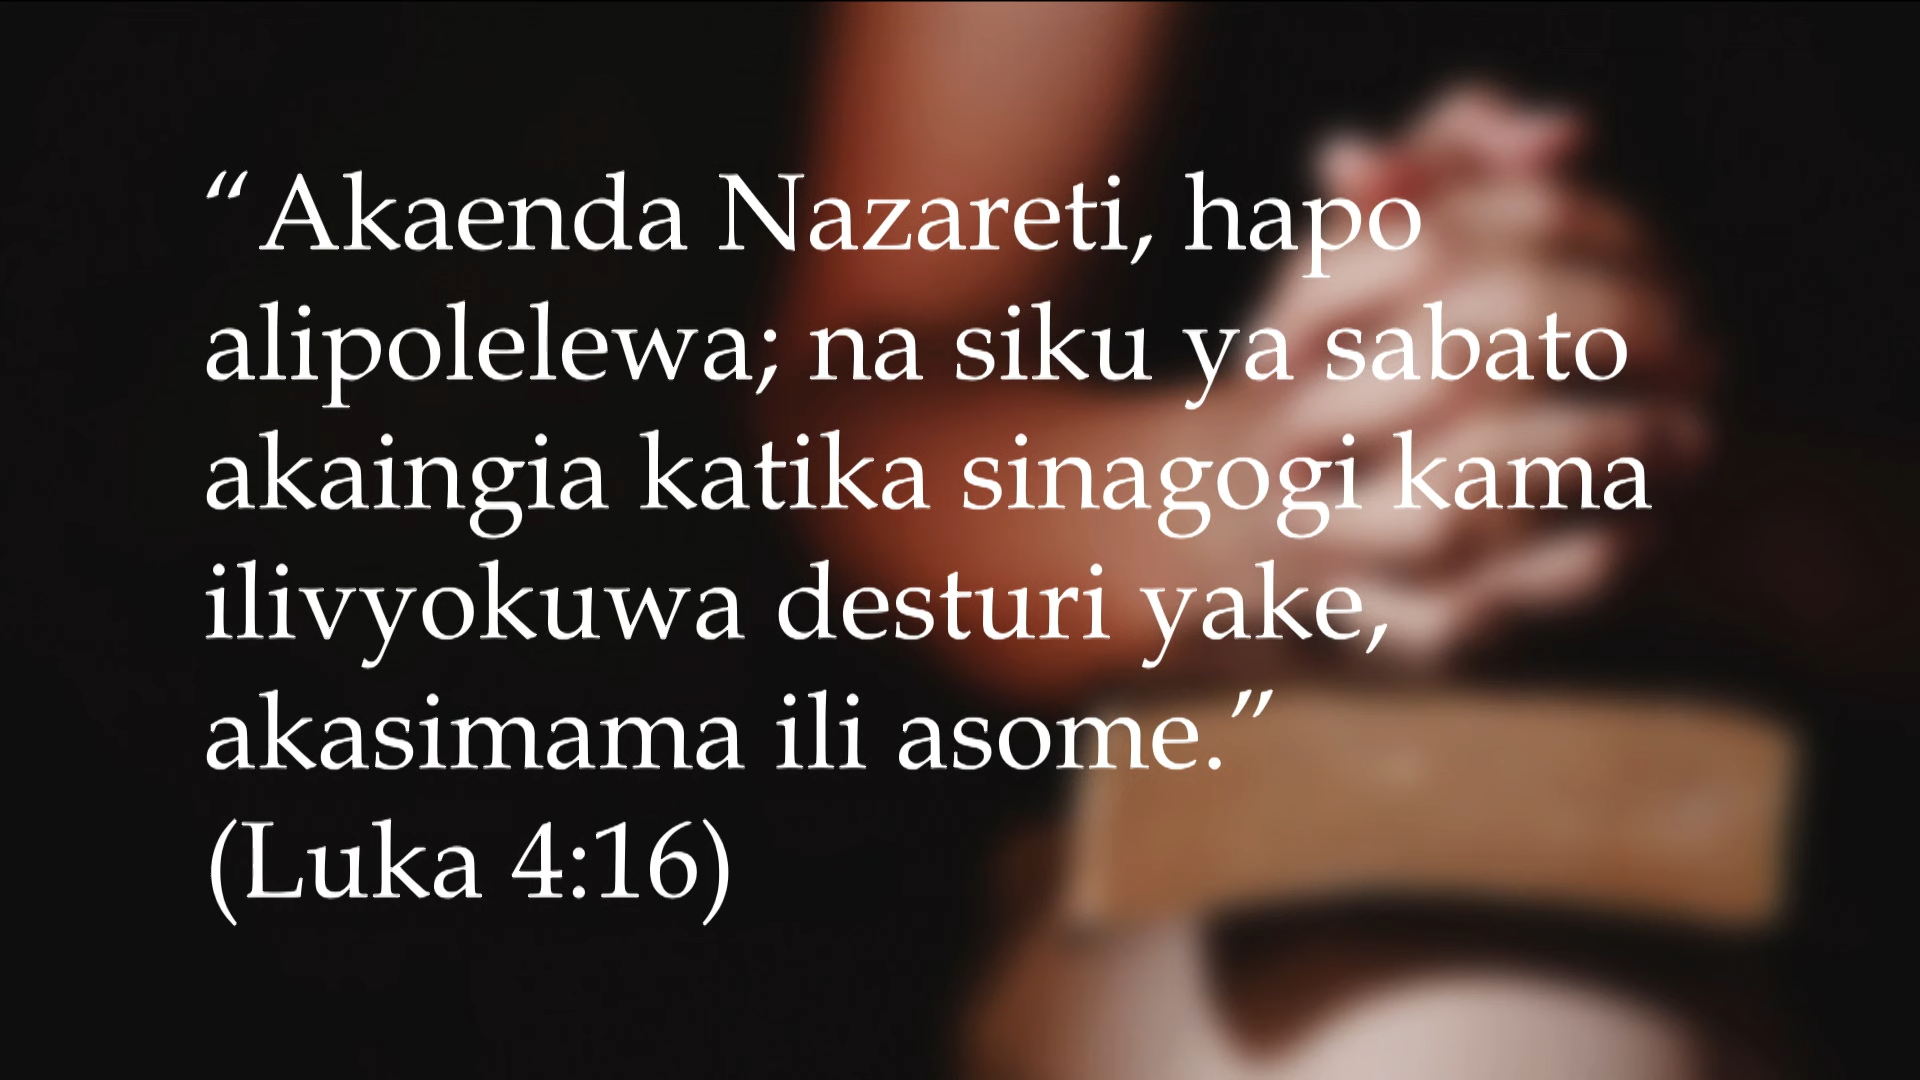 “Akaenda Nazareti, hapo
alipolelewa; na siku ya sabato
akaingia katika sinagogi kama
ilivyokuwa desturi yake,
akasimama ili asome.”
(Luka 4:16)